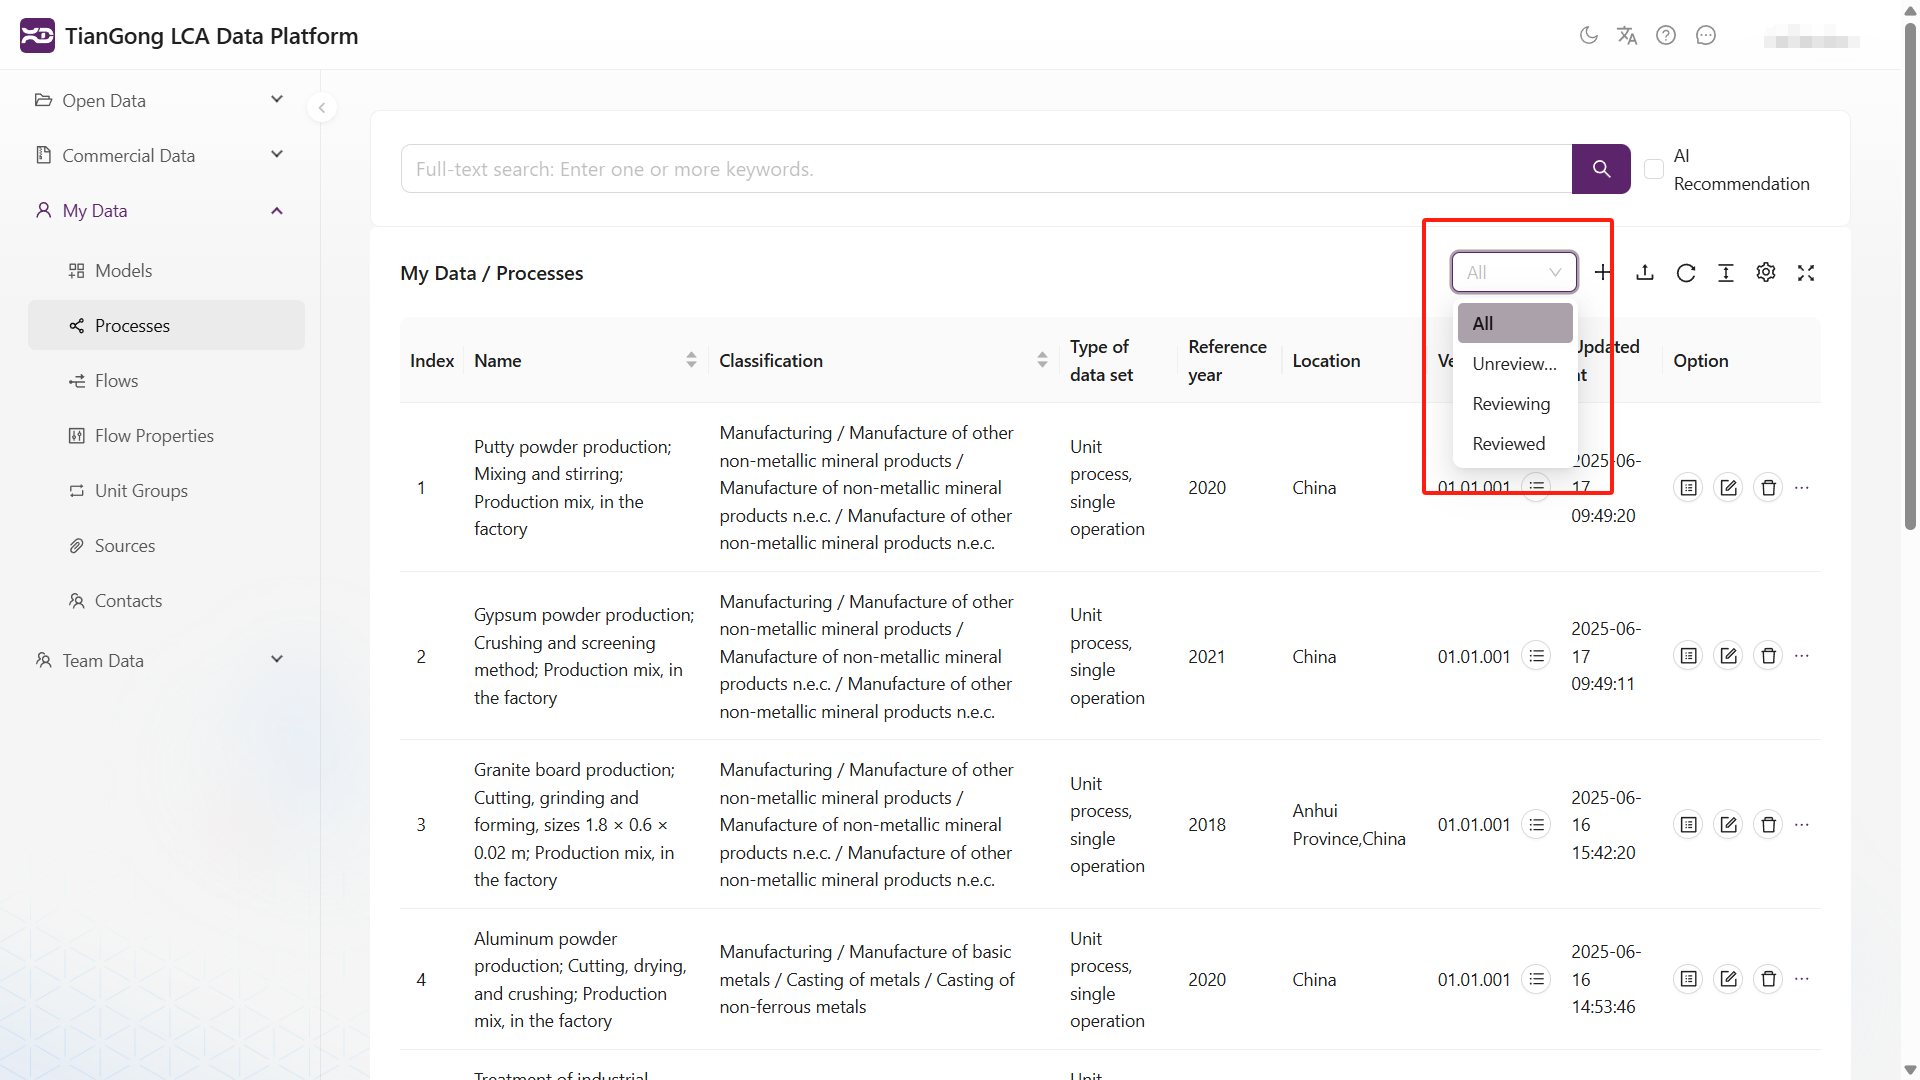 TianGong LCA Data Platform
Open Data
Commercial Data
My Data
Models
Processes
Flows
Flow Properties
Unit Groups
Sources
Contacts
Team Data
Full-text search: Enter one or more keywords.
AI
Recommendation
My Data / Processes
All
All
Unreview...
Reviewing
Reviewed
Index
Name
Classification
Type of
data set
Reference
year
Location
Option
1
Putty powder production;
Mixing and stirring;
Production mix, in the
factory
Manufacturing / Manufacture of other
non-metallic mineral products /
Manufacture of non-metallic mineral
products n.e.c. / Manufacture of other
non-metallic mineral products n.e.c.
Unit
process,
single
operation
2020
China
01.01.001
2025-06-
17
09:49:20
2
Gypsum powder production;
Crushing and screening
method; Production mix, in
the factory
Manufacturing / Manufacture of other
non-metallic mineral products /
Manufacture of non-metallic mineral
products n.e.c. / Manufacture of other
non-metallic mineral products n.e.c.
Unit
process,
single
operation
2021
China
01.01.001
2025-06-
17
09:49:11
3
Granite board production;
Cutting, grinding and
forming, sizes 1.8 × 0.6 ×
0.02 m; Production mix, in
the factory
Manufacturing / Manufacture of other
non-metallic mineral products /
Manufacture of non-metallic mineral
products n.e.c. / Manufacture of other
non-metallic mineral products n.e.c.
Unit
process,
single
operation
2018
Anhui
Province,China
01.01.001
2025-06-
16
15:42:20
4
Aluminum powder
production; Cutting, drying,
and crushing; Production
mix, in the factory
Manufacturing / Manufacture of basic
metals / Casting of metals / Casting of
non-ferrous metals
Unit
process,
single
operation
2020
China
01.01.001
2025-06-
16
14:53:46
Treatment of industrial
Unit